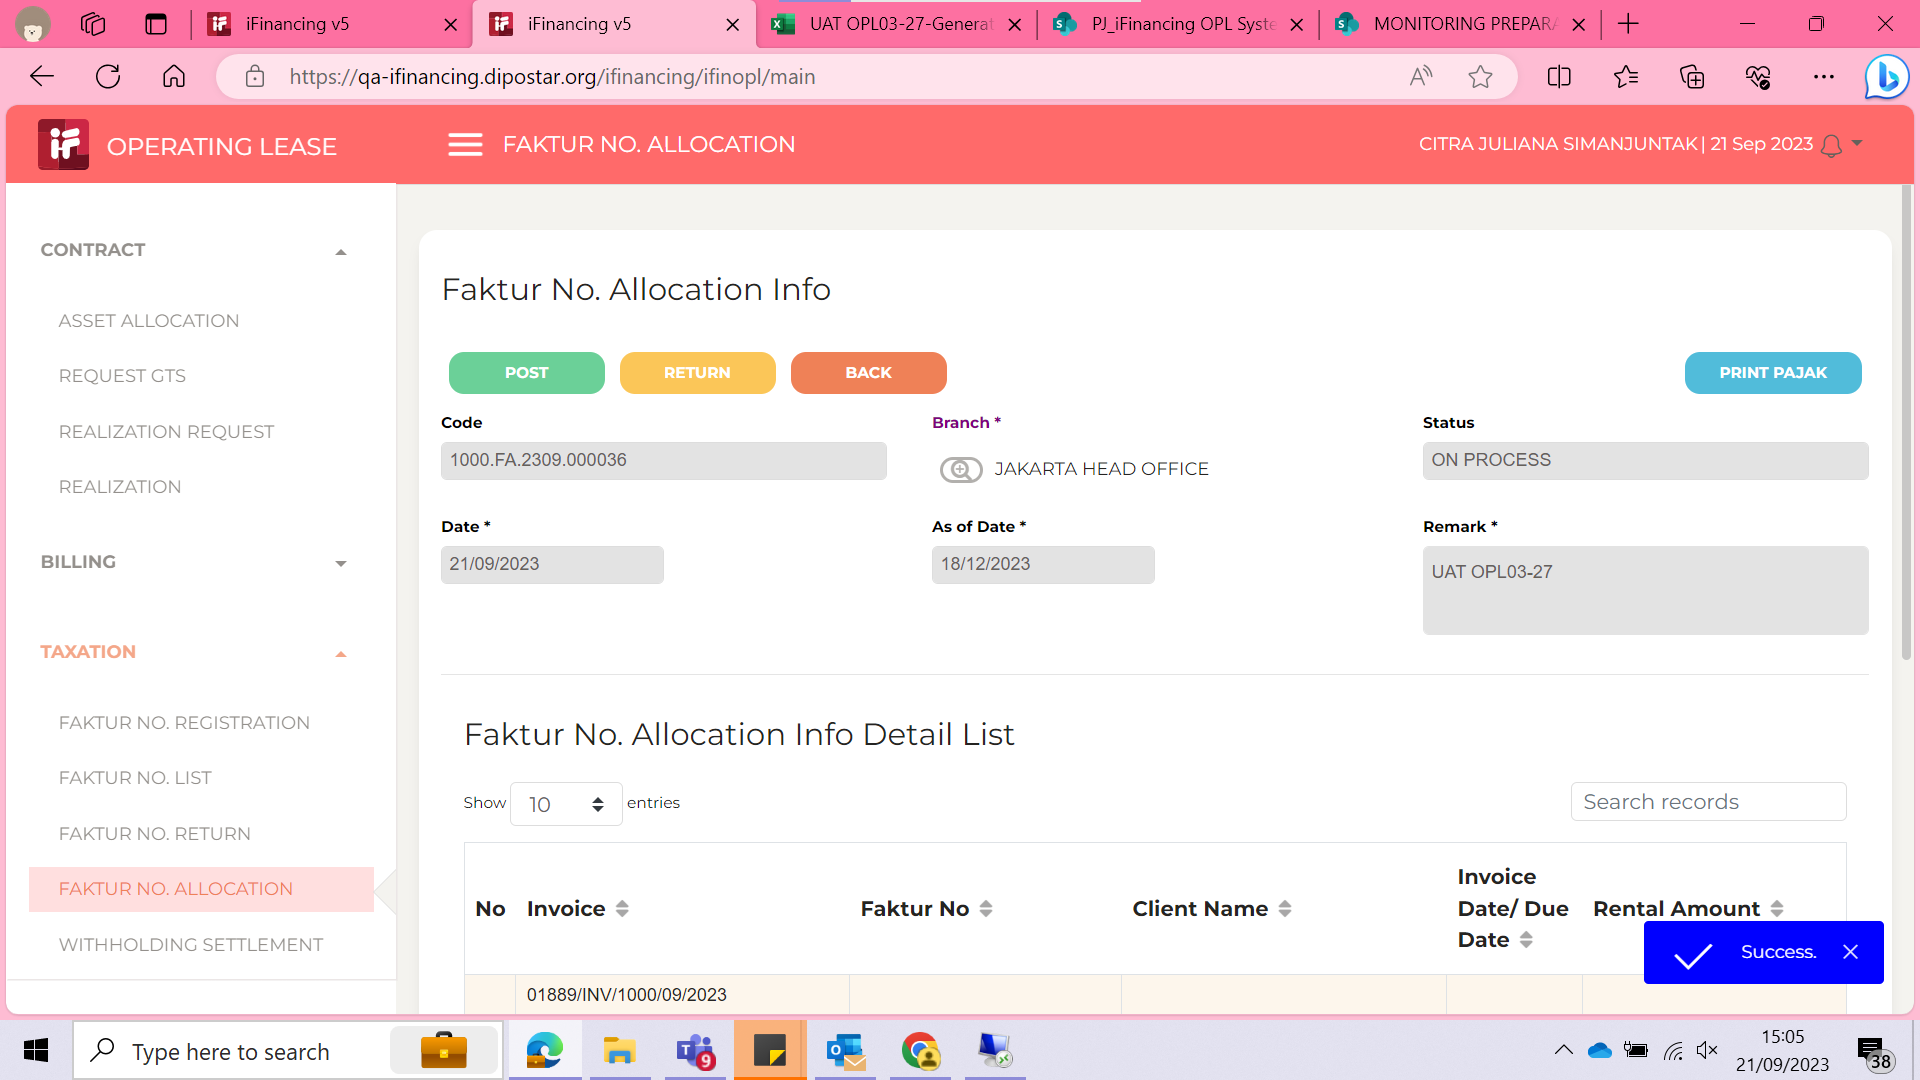 iFinancing v5
iFinancing v5
UAT OPL03-27-Generat
PJ_iFinancing OPL Syste
MONITORING PREPARA
https://qa-ifinancing.dipostar.org/ifinancing/ifinopl/main
iF OPERATING LEASE
FAKTUR NO. ALLOCATION
CITRA JULIANA SIMANJUNTAK | 21 Sep 2023
CONTRACT
ASSET ALLOCATION
REQUEST GTS
REALIZATION REQUEST
REALIZATION
BILLING
TAXATION
FAKTUR NO. REGISTRATION
FAKTUR NO. LIST
FAKTUR NO. RETURN
FAKTUR NO. ALLOCATION
WITHHOLDING SETTLEMENT
Faktur No. Allocation Info
POST RETURN BACK PRINT PAJAK
Code Branch * Status
1000.FA.2309.000036 JAKARTA HEAD OFFICE ON PROCESS
Date * As of Date * Remark *
21/09/2023 18/12/2023 UAT OPL03-27
Faktur No. Allocation Info Detail List
Show 10 entries Search records
No Invoice Faktur No Client Name Invoice Date/ Due Date Rental Amount
Success.
01889/INV/1000/09/2023
Type here to search
9
15:05
21/09/2023
38